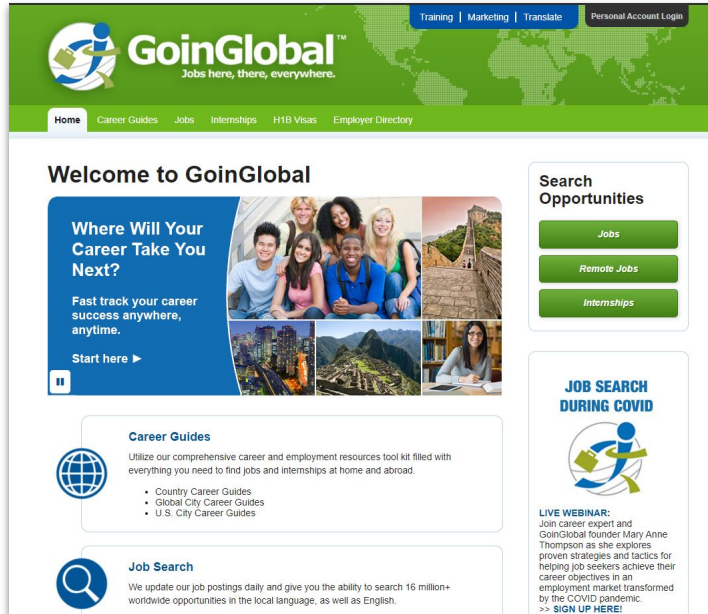 Training | Marketing | Translate
Personal Account Login
GoinGlobal™
Jobs here, there, everywhere.
Home
Career Guides
Jobs
Internships
H1B Visas
Employer Directory
Welcome to GoinGlobal
Where Will Your
Career Take You
Next?
Fast track your career
success anywhere,
anytime.
Start here ►
Career Guides
Utilize our comprehensive career and employment resources tool kit filled with
everything you need to find jobs and internships at home and abroad.
• Country Career Guides
• Global City Career Guides
• U.S. City Career Guides
Job Search
We update our job postings daily and give you the ability to search 16 million+
worldwide opportunities in the local language, as well as English.
Search
Opportunities
Jobs
Remote Jobs
Internships
JOB SEARCH
DURING COVID
LIVE WEBINAR:
Join career expert and
GoinGlobal founder Mary Anne
Thompson as she explores
proven strategies and tactics for
helping job seekers achieve their
career objectives in an
employment market transformed
by the COVID pandemic.
>> SIGN UP HERE!